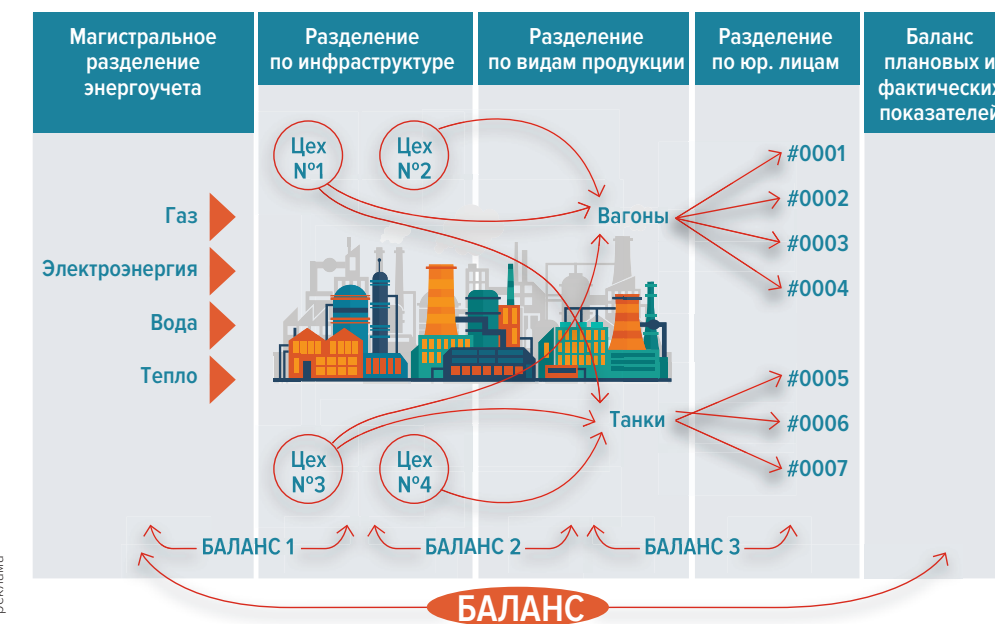 Магистральное
разделение
энергоучета
Разделение
по инфраструктуре
Разделение
по видам продукции
Разделение
по юр. лицам
Баланс
плановых и
фактических
показателей
Газ
Электроэнергия
Вода
Тепло
Цех
№1
Цех
№2
Цех
№3
Цех
№4
Вагоны
Танки
#0001
#0002
#0003
#0004
#0005
#0006
#0007
БАЛАНС 1
БАЛАНС 2
БАЛАНС 3
БАЛАНС
реклама